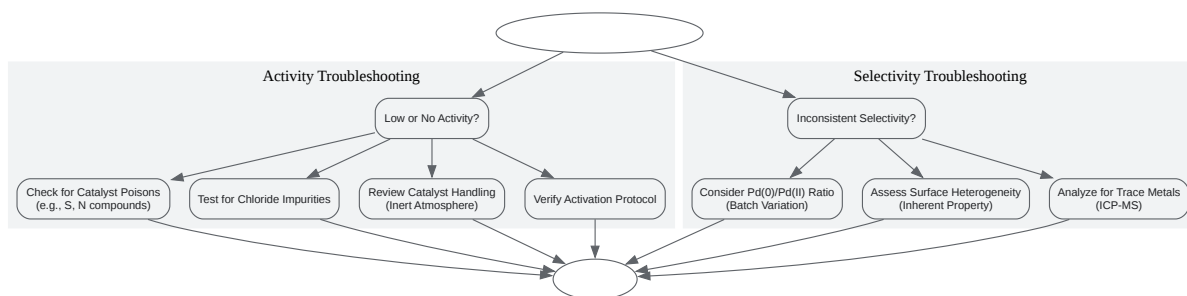 Activity Troubleshooting
Selectivity Troubleshooting
Low or No Activity?
Inconsistent Selectivity?
Check for Catalyst Poisons
(e.g., S, N compounds)
Test for Chloride Impurities
Review Catalyst Handling
(Inert Atmosphere)
Verify Activation Protocol
Consider Pd(0)/Pd(II) Ratio
(Batch Variation)
Assess Surface Heterogeneity
(Inherent Property)
Analyze for Trace Metals
(ICP-MS)